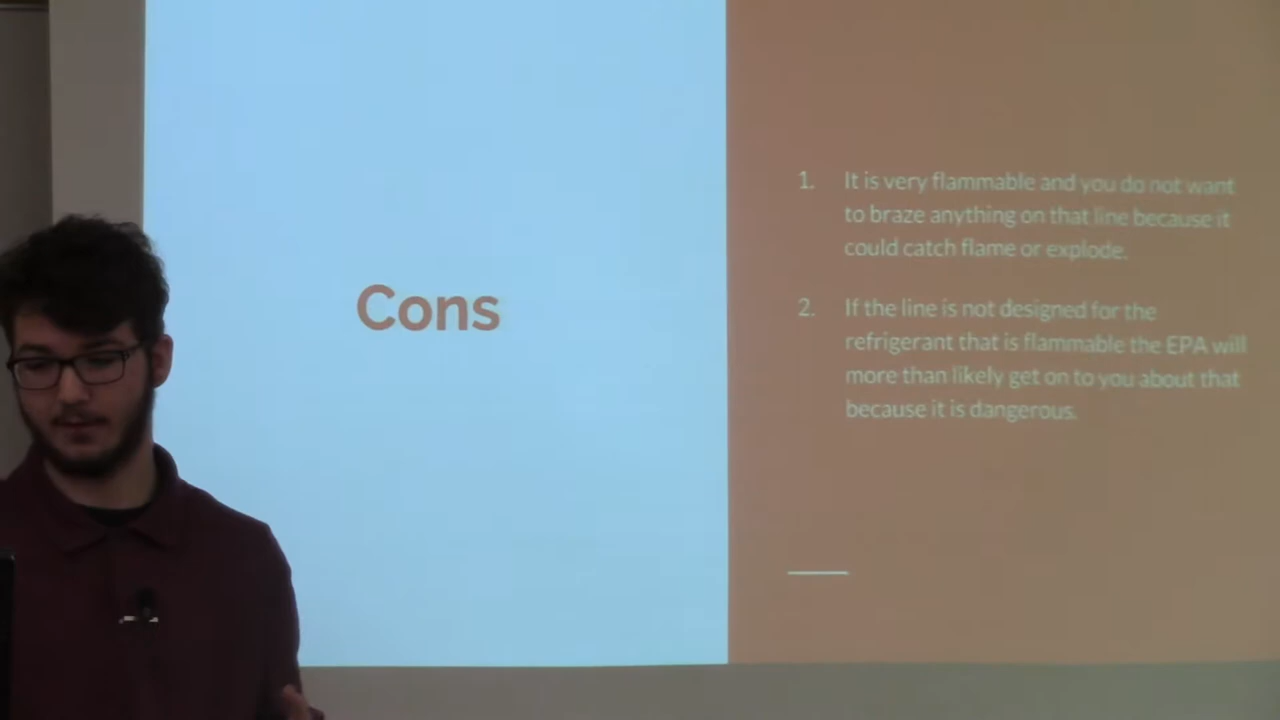 Cons
1. It is very flammable and you do not want
to braze anything on that line because it
could catch flame or explode.
2. If the line is not designed for the
refrigerant that is flammable the EPA will
more than likely get on to you about that
because it is dangerous.